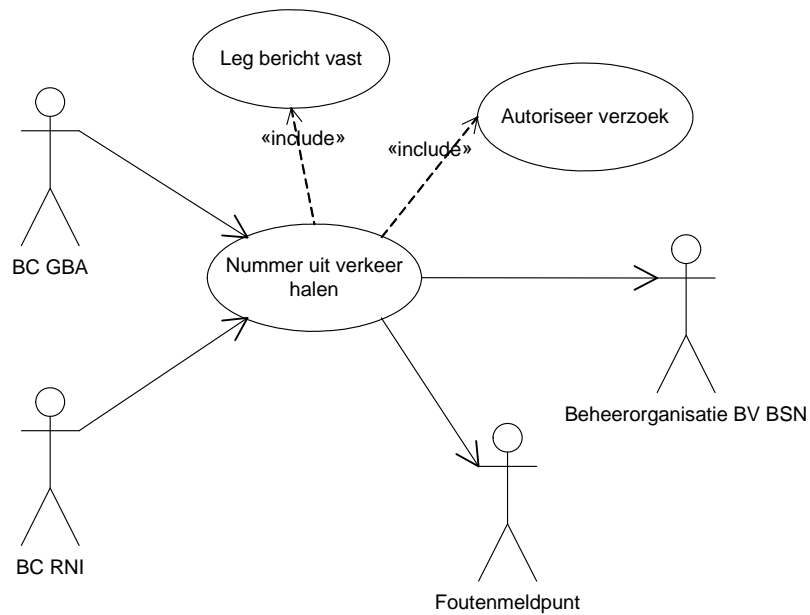 Leg bericht vast
Autoriseer verzoek
«include»
«include»
BC GBA
Nummer uit verkeer
halen
Beheerorganisatie BV BSN
BC RNI
Foutenmeldpunt